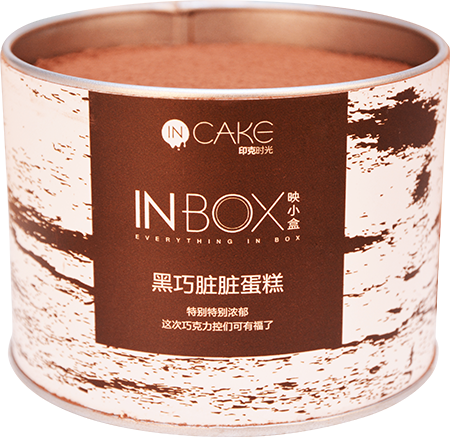 IN CAKE
印克时光
INBOX 映小盒
EVERYTHING IN BOX
黑巧脏脏蛋糕
特别特别浓郁
这次巧克力控们可有福了